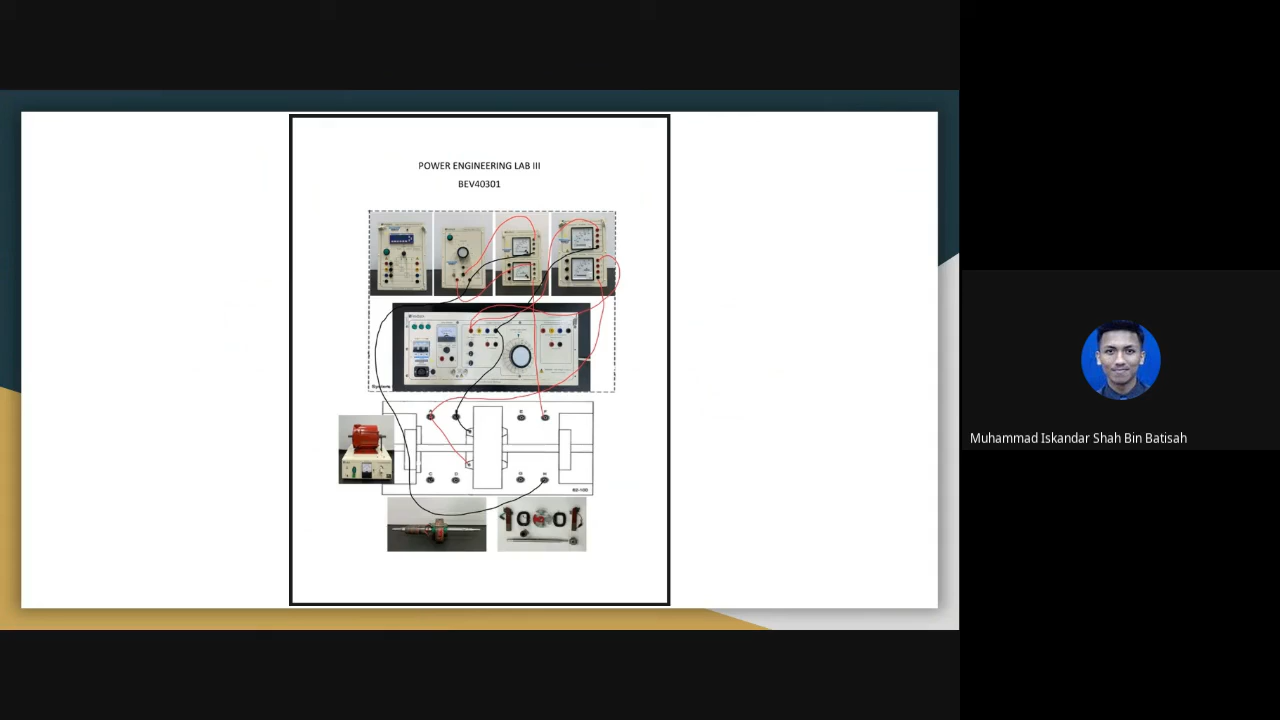 POWER ENGINEERING LAB III
BEV40301
Muhammad Iskandar Shah Bin Batisah